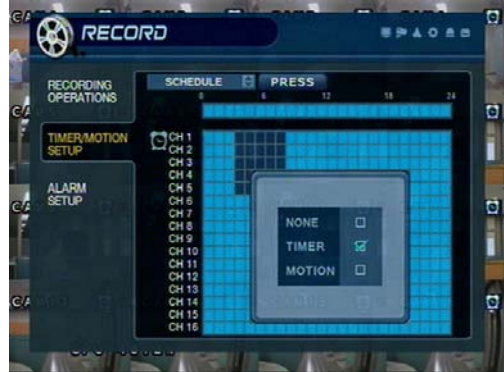 RECORD
RECORDING
OPERATIONS
SCHEDULE PRESS
0 6 12 18 24
TIMER/MOTION
SETUP
ALARM
SETUP
CH 1
CH 2
CH 3
CH 4
CH 5
CH 6
CH 7
CH 8
CH 9
CH 10
CH 11
CH 12
CH 13
CH 14
CH 15
CH 16
NONE
TIMER
MOTION